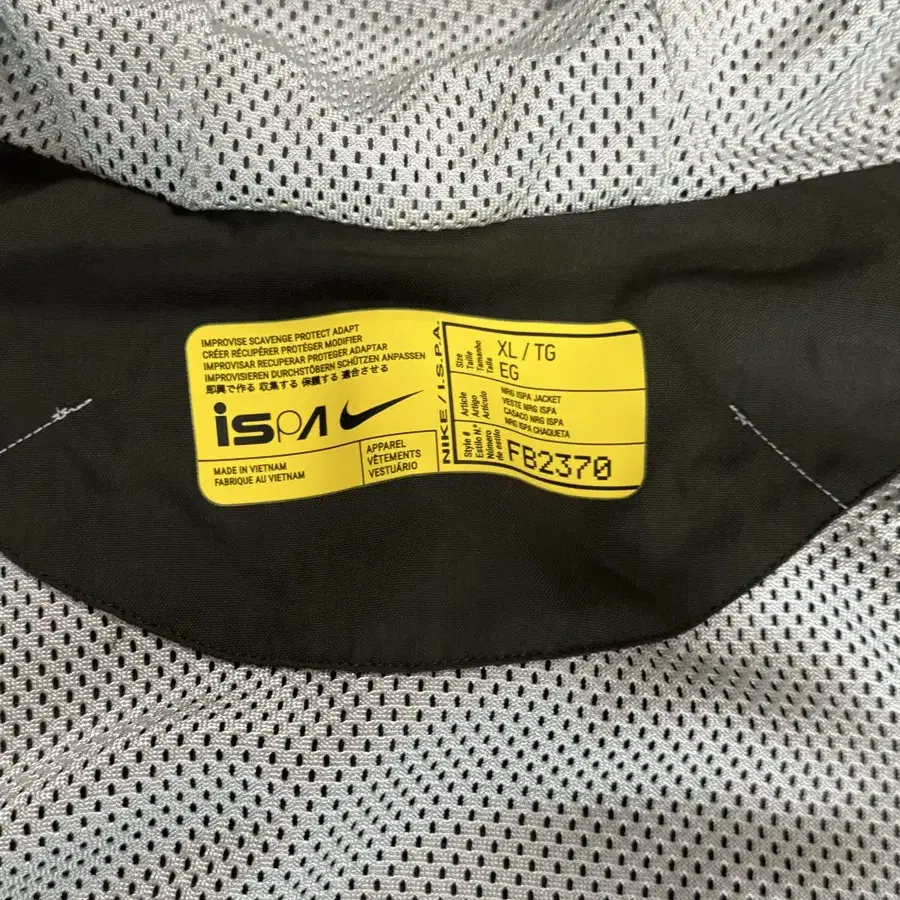 IMPROVISE SCAVENGE PROTECT ADAPT
CRÉER RÉCUPÉRER PROTÉGER MODIFIER
IMPROVISAR RECUPERAR PROTEGER ADAPTAR
IMPROVISIEREN DURCHSTÖBERN SCHÜTZEN ANPASSEN
即興で作る 収集する 保護する 適合させる
ispa
MADE IN VIETNAM
FABRIQUE AU VIETNAM
APPAREL
VÊTEMENTS
VESTUÁRIO
NIKE / I.S.P.A.
Size
Taille
Tamanho
Talla
XL / TG
EG
Article
Artigo
Artículo
NRG ISPA JACKET
VESTE NRG ISPA
CASACO NRG ISPA
NRG ISPA CHAQUETA
Style #
Estilo N.º
Número
de estilo
FB2370